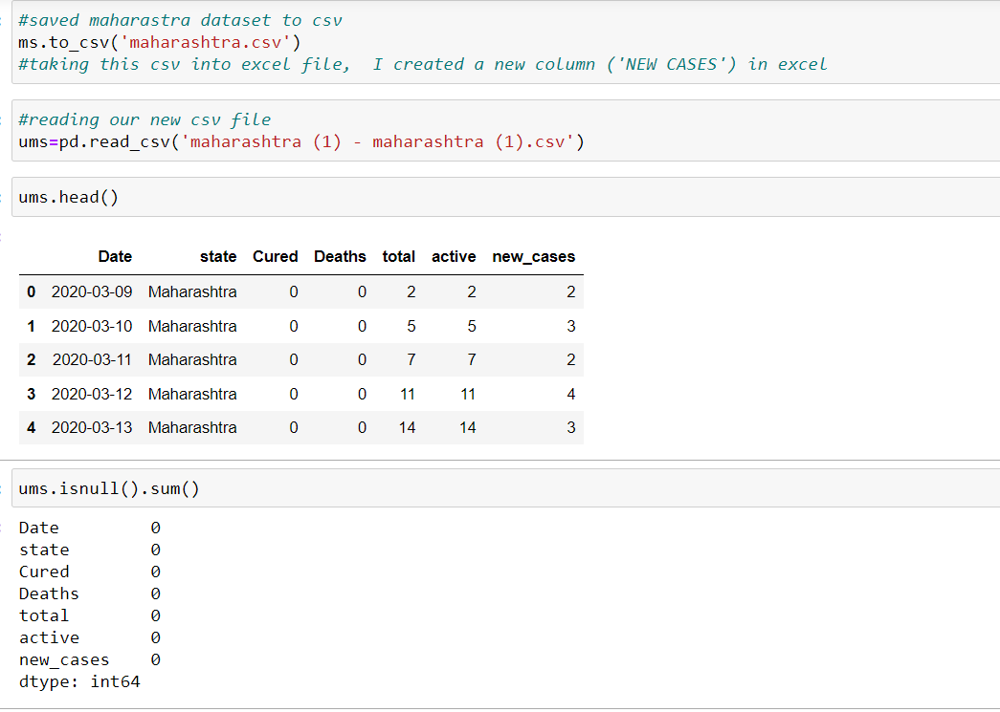 #saved maharastra dataset to csv
ms.to_csv('maharashtra.csv')
#taking this csv into excel file,  I created a new column ('NEW CASES') in excel
#reading our new csv file
ums=pd.read_csv('maharashtra (1) - maharashtra (1).csv')
ums.head()
Date state Cured Deaths total active new_cases
0 2020-03-09 Maharashtra 0 0 2 2 2
1 2020-03-10 Maharashtra 0 0 5 5 3
2 2020-03-11 Maharashtra 0 0 7 7 2
3 2020-03-12 Maharashtra 0 0 11 11 4
4 2020-03-13 Maharashtra 0 0 14 14 3
ums.isnull().sum()
Date 0
state 0
Cured 0
Deaths 0
total 0
active 0
new_cases 0
dtype: int64